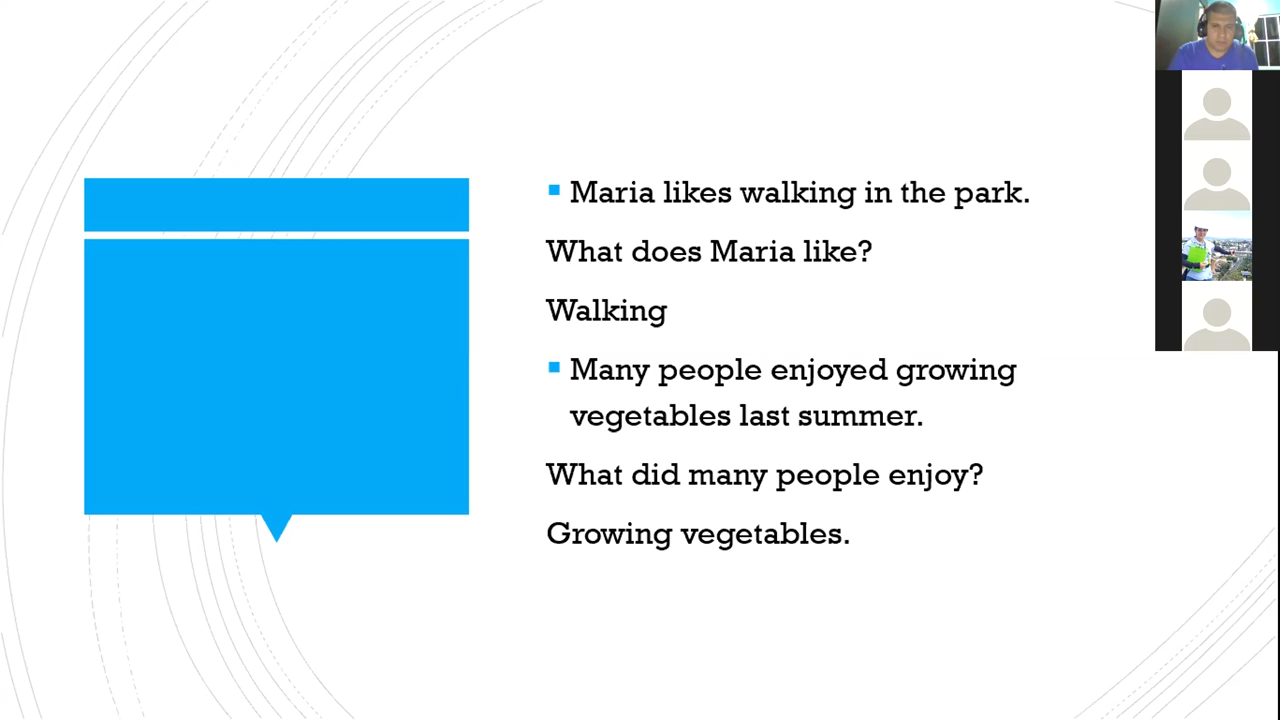 Maria likes walking in the park.
What does Maria like?
Walking
Many people enjoyed growing
vegetables last summer.
What did many people enjoy?
Growing vegetables.